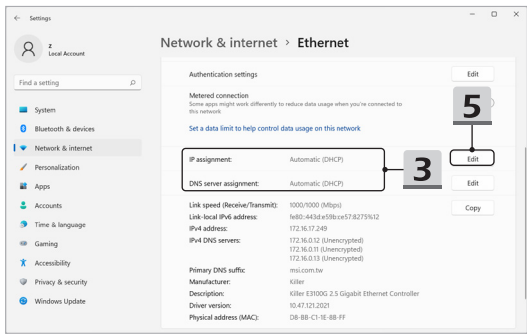 Settings
z
Local Account
Find a setting
System
Bluetooth & devices
Network & internet
Personalization
Apps
Accounts
Time & language
Gaming
Accessibility
Privacy & security
Windows Update
Network & internet > Ethernet
Authentication settings
Edit
Metered connection
Some apps might work differently to reduce data usage when you're connected to
this network
5
Set a data limit to help control data usage on this network
IP assignment:
Automatic (DHCP)
3
Edit
DNS server assignment:
Automatic (DHCP)
Edit
Link speed (Receive/Transmit):
1000/1000 (Mbps)
Copy
Link-local IPv6 address:
fe80::443d:e59b:ce57:8275%12
IPv4 address:
172.16.17.249
IPv4 DNS servers:
172.16.0.12 (Unencrypted)
172.16.0.11 (Unencrypted)
172.16.0.13 (Unencrypted)
Primary DNS suffix:
msi.com.tw
Manufacturer:
Killer
Description:
Killer E3100G 2.5 Gigabit Ethernet Controller
Driver version:
10.47.121.2021
Physical address (MAC):
D8-BB-C1-1E-8B-FF